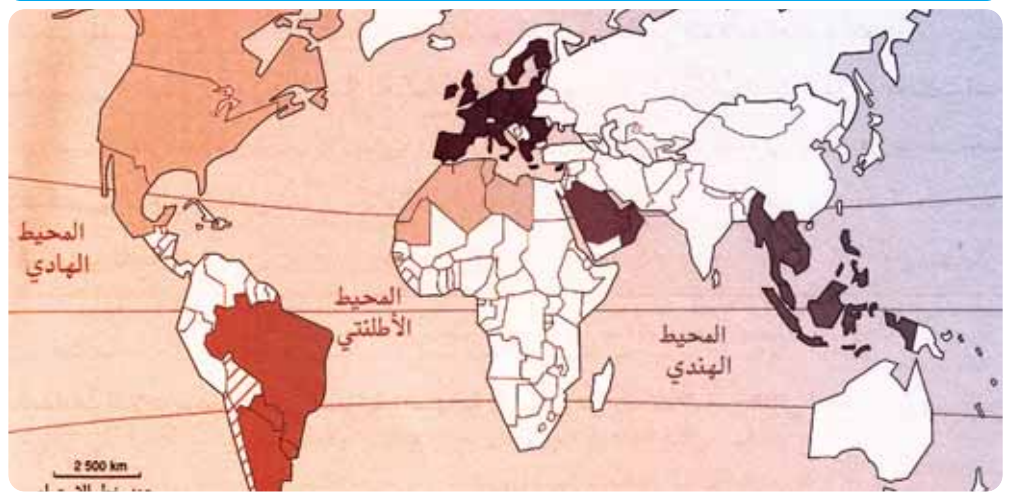 المحيط
الهادي
المحيط
الأطلنتي
المحيط
الهندي
2 500 km